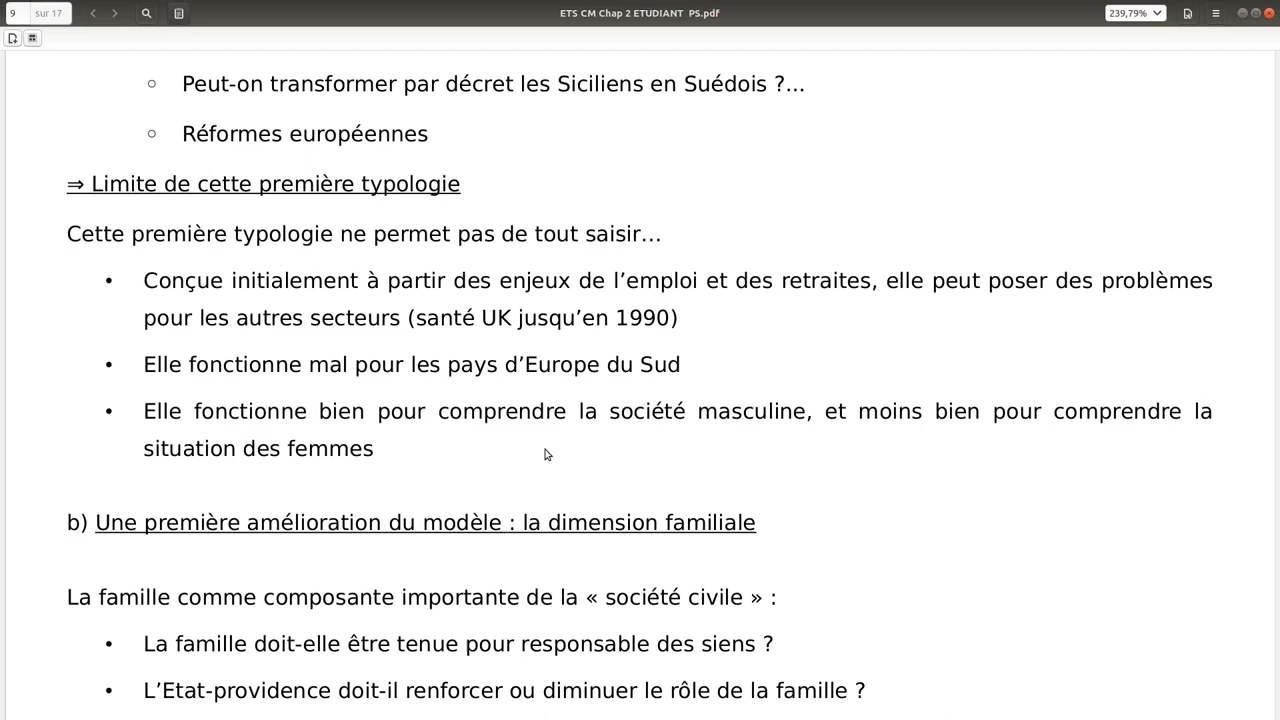 9 sur 17
ETS CM Chap 2 ETUDIANT PS.pdf
239,79%
○ Peut-on transformer par décret les Siciliens en Suédois ?...
○ Réformes européennes
⇒ Limite de cette première typologie
Cette première typologie ne permet pas de tout saisir…
• Conçue initialement à partir des enjeux de l’emploi et des retraites, elle peut poser des problèmes
pour les autres secteurs (santé UK jusqu’en 1990)
• Elle fonctionne mal pour les pays d’Europe du Sud
• Elle fonctionne bien pour comprendre la société masculine, et moins bien pour comprendre la
situation des femmes
b) Une première amélioration du modèle : la dimension familiale
La famille comme composante importante de la « société civile » :
• La famille doit-elle être tenue pour responsable des siens ?
• L’Etat-providence doit-il renforcer ou diminuer le rôle de la famille ?